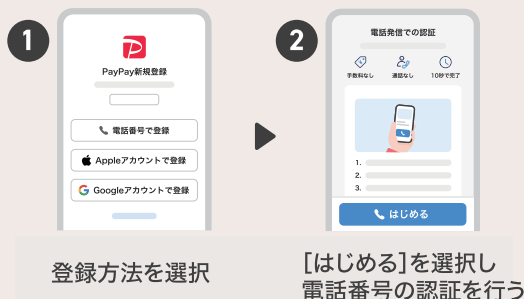 1
PayPay新規登録
電話番号で登録
Appleアカウントで登録
Googleアカウントで登録
登録方法を選択
2
電話発信での認証
手数料なし 通話なし 10秒で完了
1.
2.
3.
はじめる
[はじめる]を選択し
電話番号の認証を行う